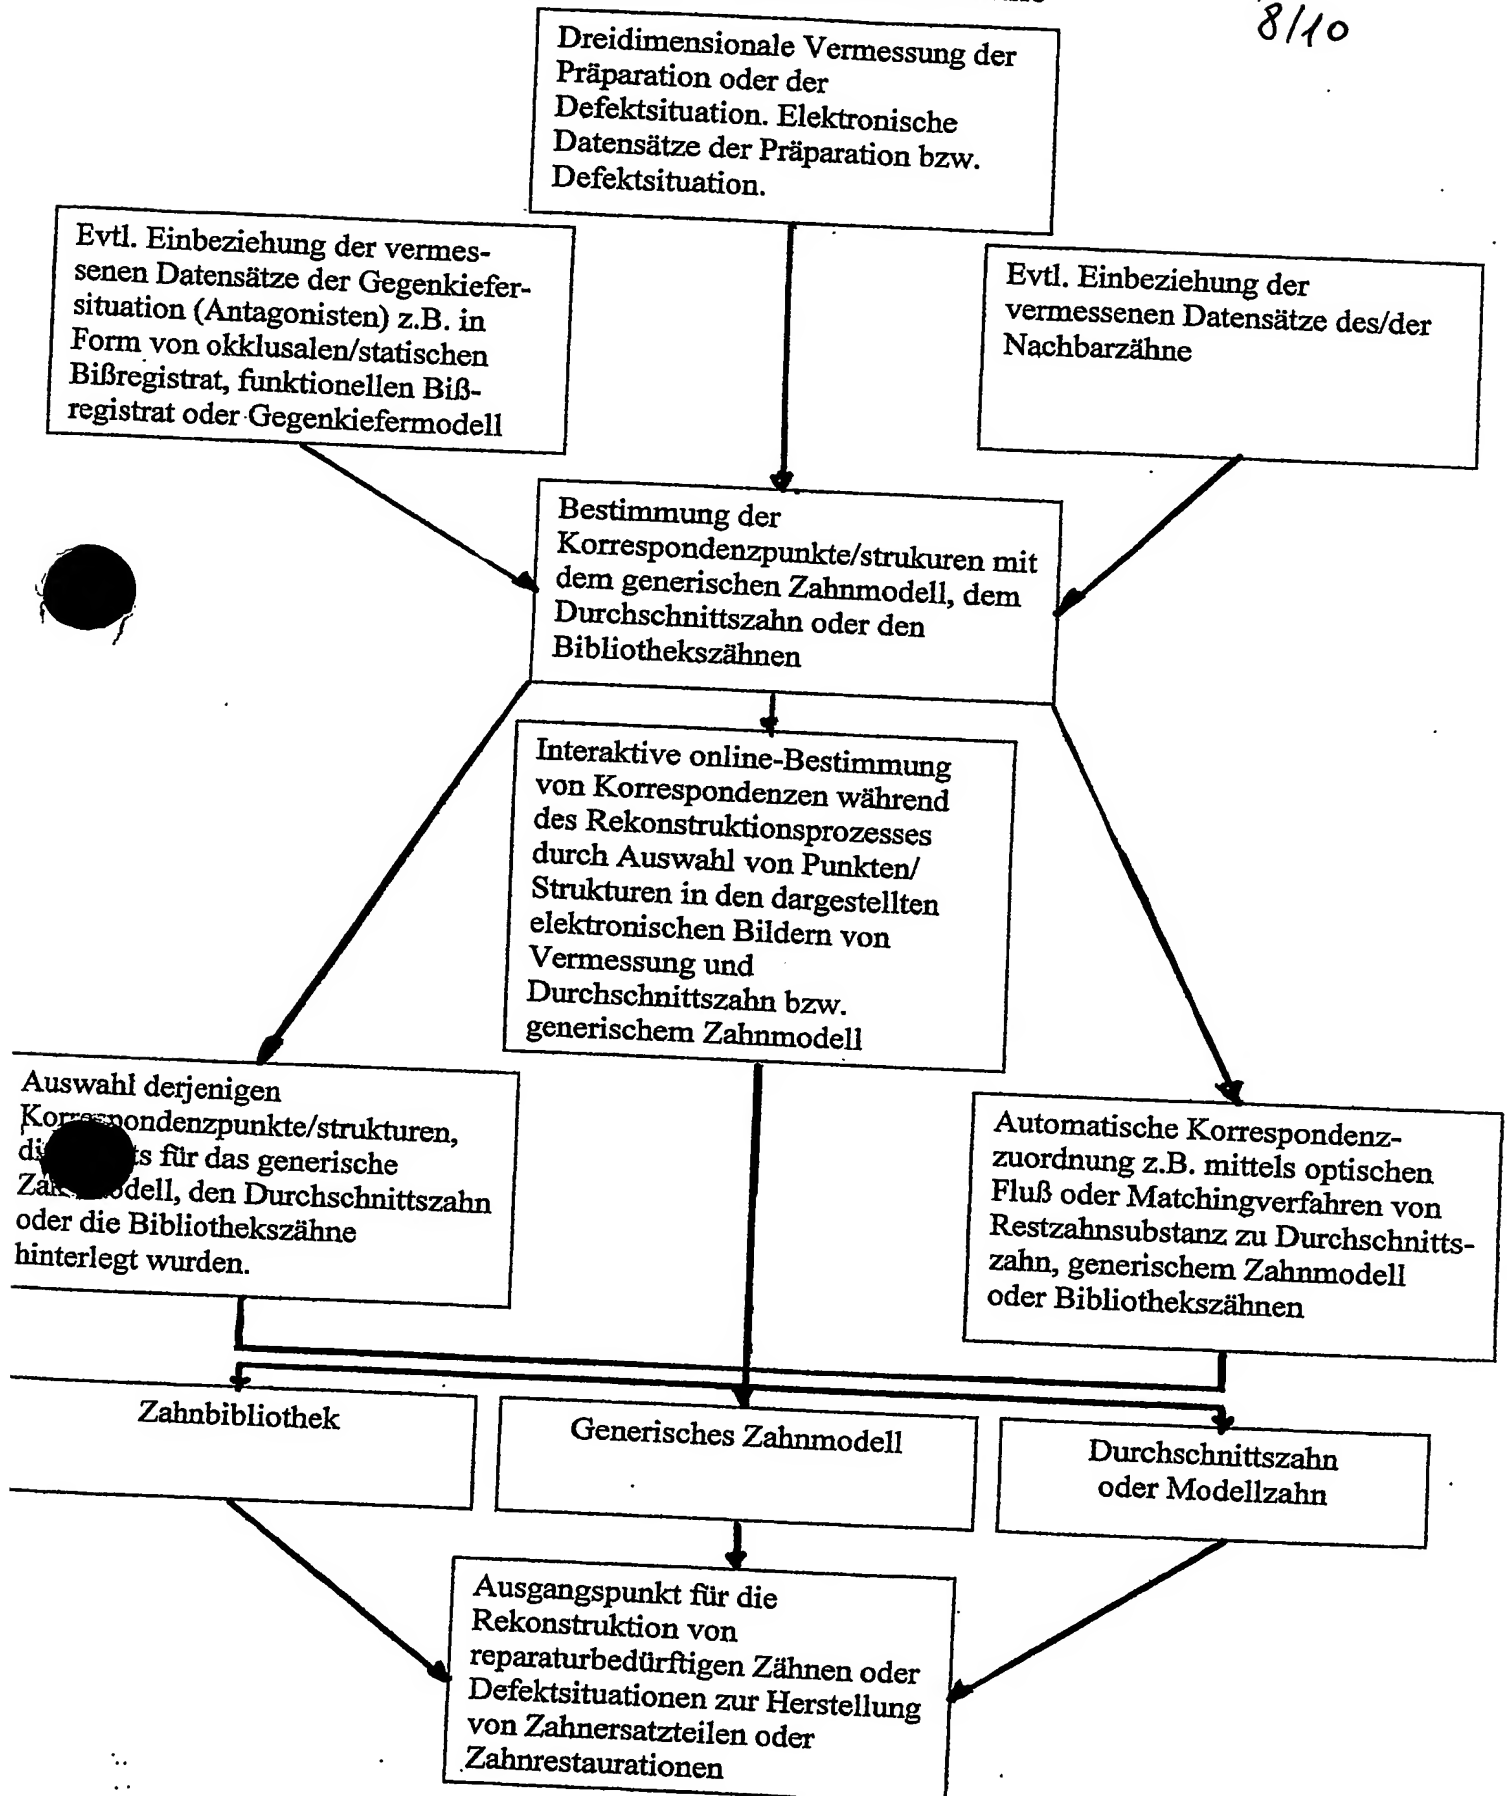 8/10
Dreidimensionale Vermessung der
Präparation oder der
Defektsituation. Elektronische
Datensätze der Präparation bzw.
Defektsituation.
Evtl. Einbeziehung der vermes-
senen Datensätze der Gegenkiefer-
situation (Antagonisten) z.B. in
Form von okklusalen/statischen
Bißregistrat, funktionellen Biß-
registrat oder Gegenkiefermodell
Evtl. Einbeziehung der
vermessenen Datensätze des/der
Nachbarzähne
Bestimmung der
Korrespondenzpunkte/strukuren mit
dem generischen Zahnmodell, dem
Durchschnittszahn oder den
Bibliothekszähnen
Interaktive online-Bestimmung
von Korrespondenzen während
des Rekonstruktionsprozesses
durch Auswahl von Punkten/
Strukturen in den dargestellten
elektronischen Bildern von
Vermessung und
Durchschnittszahn bzw.
generischem Zahnmodell
Auswahl derjenigen
Korrespondenzpunkte/strukturen,
für das generische
den Durchschnittszahn
oder die Bibliothekszähne
hinterlegt wurden.
Automatische Korrespondenz-
zuordnung z.B. mittels optischen
Fluß oder Matchingverfahren von
Restzahnsubstanz zu Durchschnitts-
zahn, generischem Zahnmodell
oder Bibliothekszähnen
Zahnbibliothek
Generisches Zahnmodell
Durchschnittszahn
oder Modellzahn
Ausgangspunkt für die
Rekonstruktion von
reparaturbedürftigen Zähnen oder
Defektsituationen zur Herstellung
von Zahnersatzteilen oder
Zahnrestaurationen